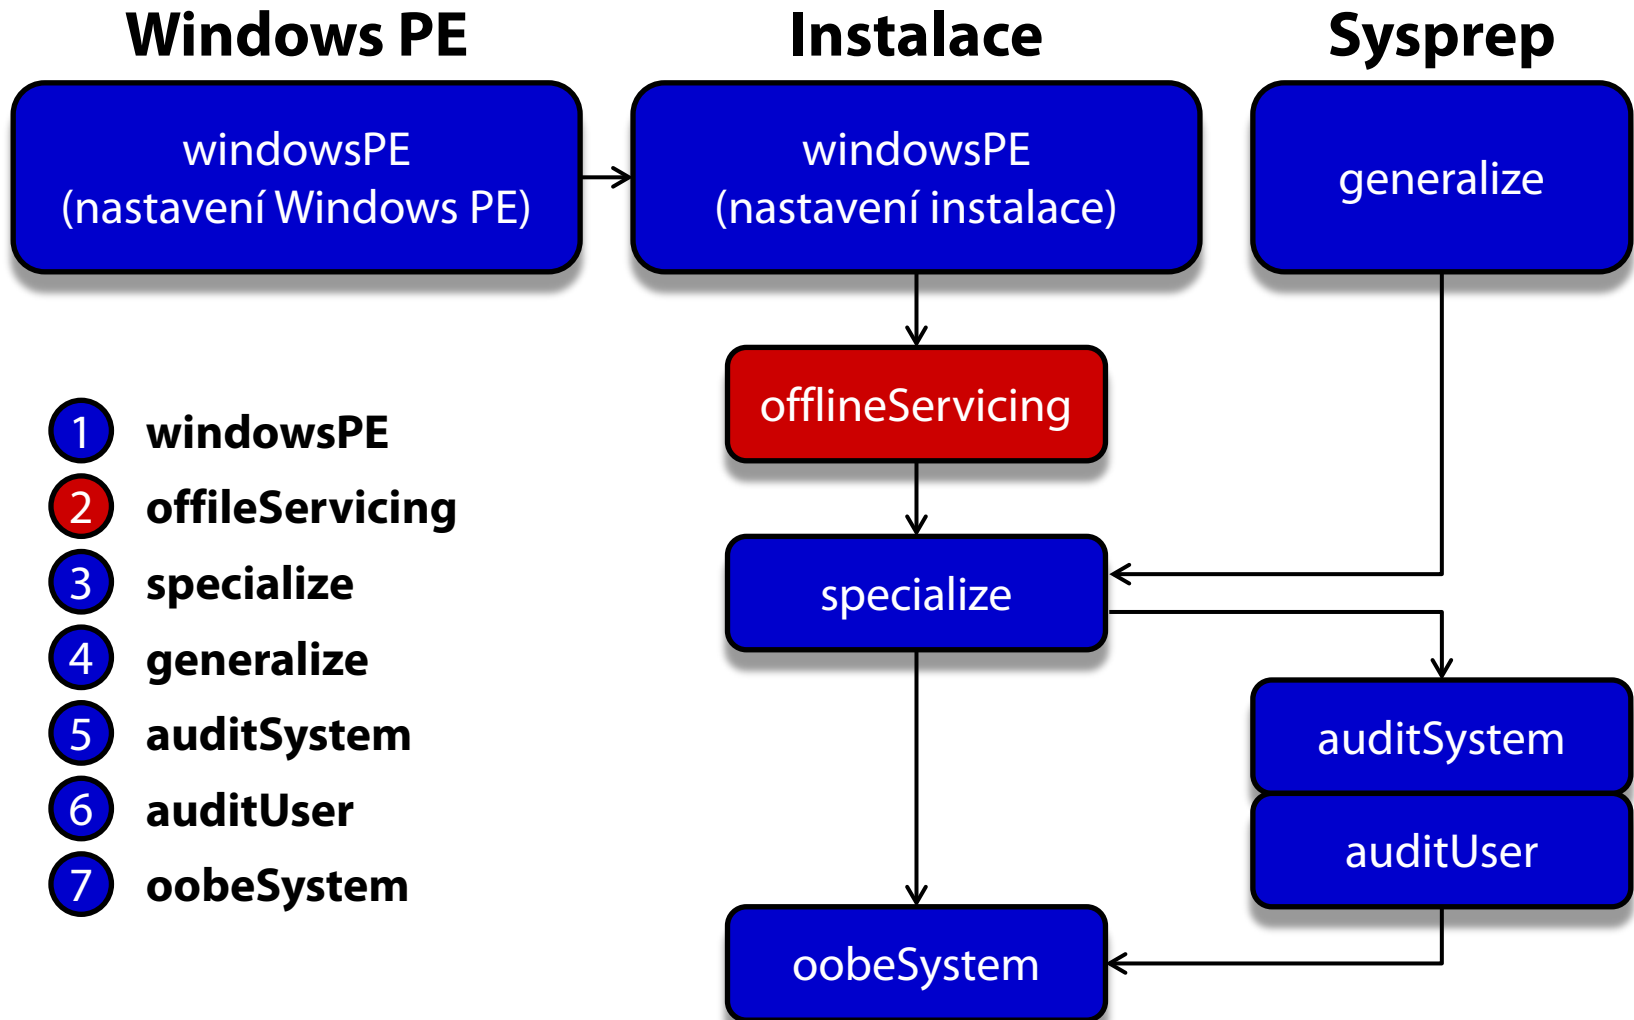 Windows PE
Instalace
Sysprep
windowsPE
(nastavení Windows PE)
windowsPE
(nastavení instalace)
generalize
offlineServicing
1 windowsPE
2 offileServicing
3 specialize
4 generalize
5 auditSystem
6 auditUser
7 oobeSystem
specialize
auditSystem
auditUser
oobeSystem